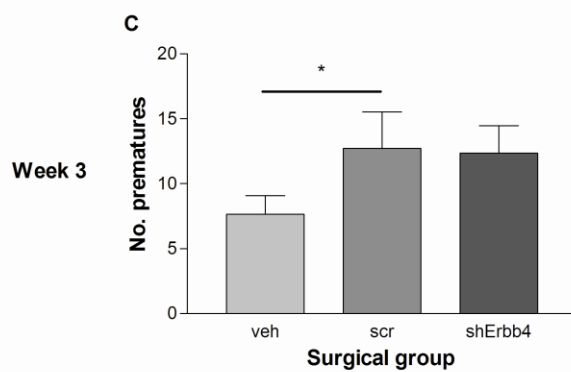 C
20
*
15
Week 3
No. prematures
10
5
0
veh scr shErbb4
Surgical group